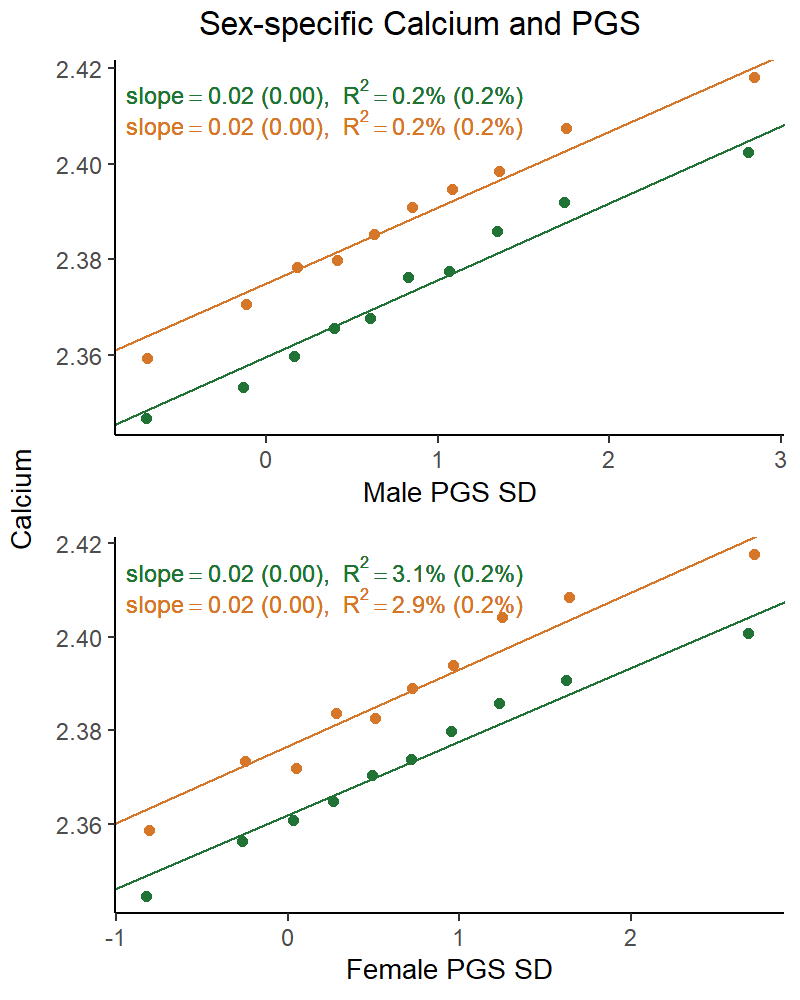 Sex-specific Calcium and PGS
2.42
slope = 0.02 (0.00), R² = 0.2% (0.2%)
slope = 0.02 (0.00), R² = 0.2% (0.2%)
2.40
2.38
2.36
0 1 2 3
Male PGS SD
Calcium
2.42
slope = 0.02 (0.00), R² = 3.1% (0.2%)
slope = 0.02 (0.00), R² = 2.9% (0.2%)
2.40
2.38
2.36
-1 0 1 2
Female PGS SD